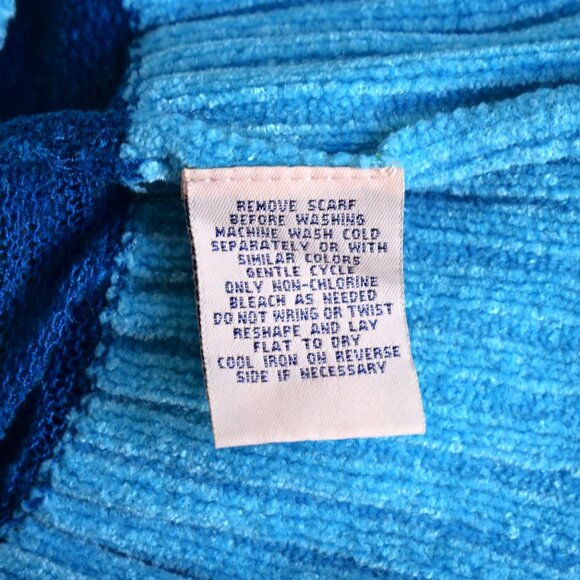 REMOVE SCARF
BEFORE WASHING
MACHINE WASH COLD
SEPARATELY OR WITH
SIMILAR COLORS
GENTLE CYCLE
ONLY NON-CHLORINE
BLEACH AS NEEDED
DO NOT WRING OR TWIST
RESHAPE AND LAY
FLAT TO DRY
COOL IRON ON REVERSE
SIDE IF NECESSARY